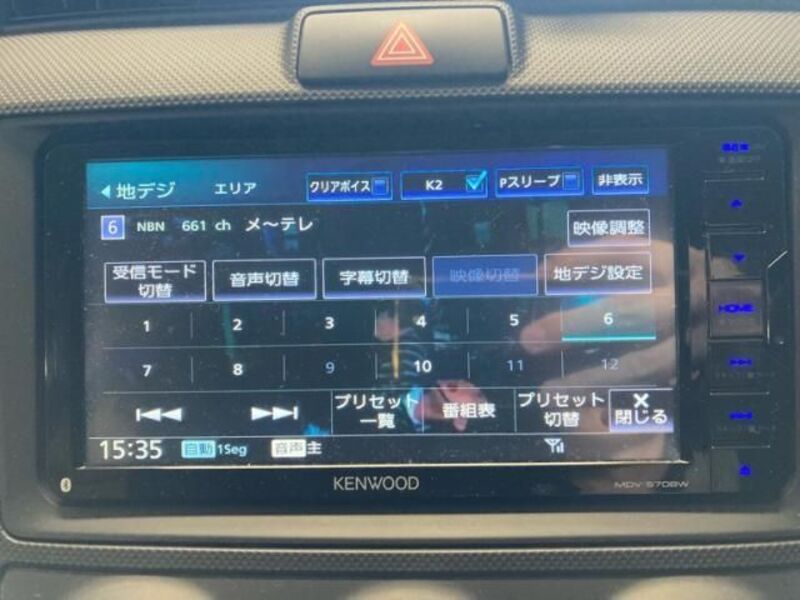 地デジ エリア クリアボイス K2 Pスリープ 非表示
6 NBN 661 ch メ〜テレ 映像調整
受信モード切替 音声切替 字幕切替 映像切替 地デジ設定
1 2 3 4 5 6
7 8 9 10 11 12
プリセット一覧 番組表 プリセット切替 ✕ 閉じる
15:35 自動 1Seg 音声 主
HOME
KENWOOD
MDV-S708W